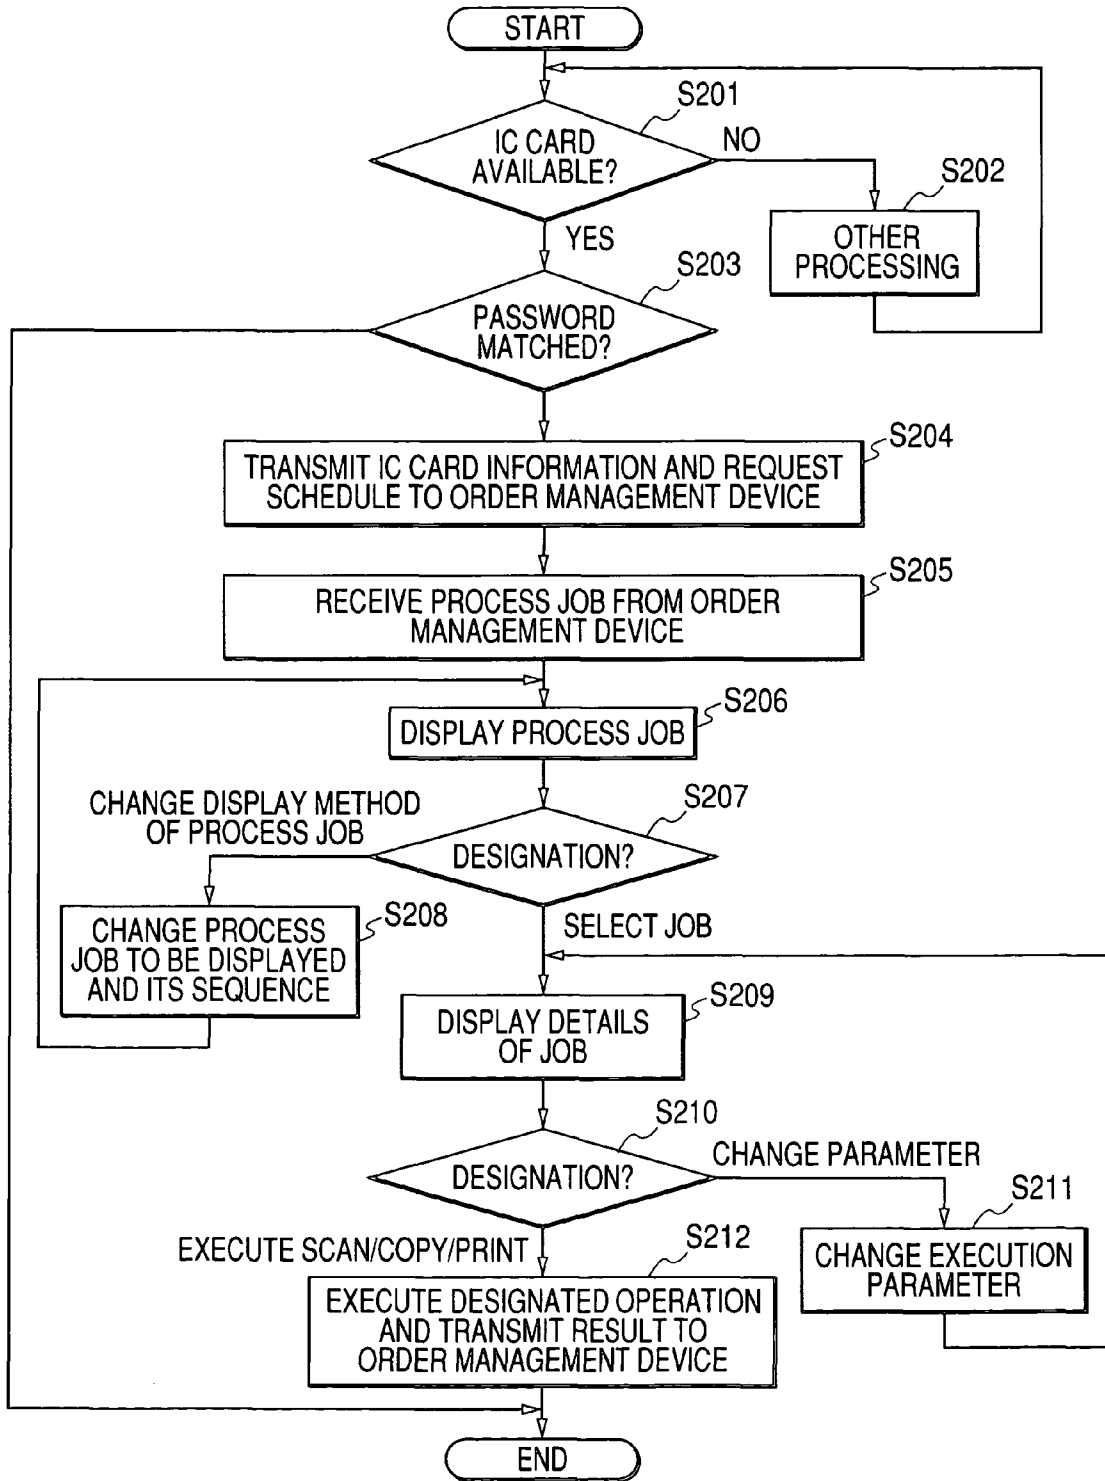 START
S201
IC CARD
AVAILABLE?
NO
S202
OTHER
PROCESSING
YES
S203
PASSWORD
MATCHED?
S204
TRANSMIT IC CARD INFORMATION AND REQUEST
SCHEDULE TO ORDER MANAGEMENT DEVICE
S205
RECEIVE PROCESS JOB FROM ORDER
MANAGEMENT DEVICE
S206
DISPLAY PROCESS JOB
S207
CHANGE DISPLAY METHOD
OF PROCESS JOB
DESIGNATION?
S208
CHANGE PROCESS
JOB TO BE DISPLAYED
AND ITS SEQUENCE
SELECT JOB
S209
DISPLAY DETAILS
OF JOB
S210
DESIGNATION?
CHANGE PARAMETER
S211
CHANGE EXECUTION
PARAMETER
EXECUTE SCAN/COPY/PRINT
S212
EXECUTE DESIGNATED OPERATION
AND TRANSMIT RESULT TO
ORDER MANAGEMENT DEVICE
END